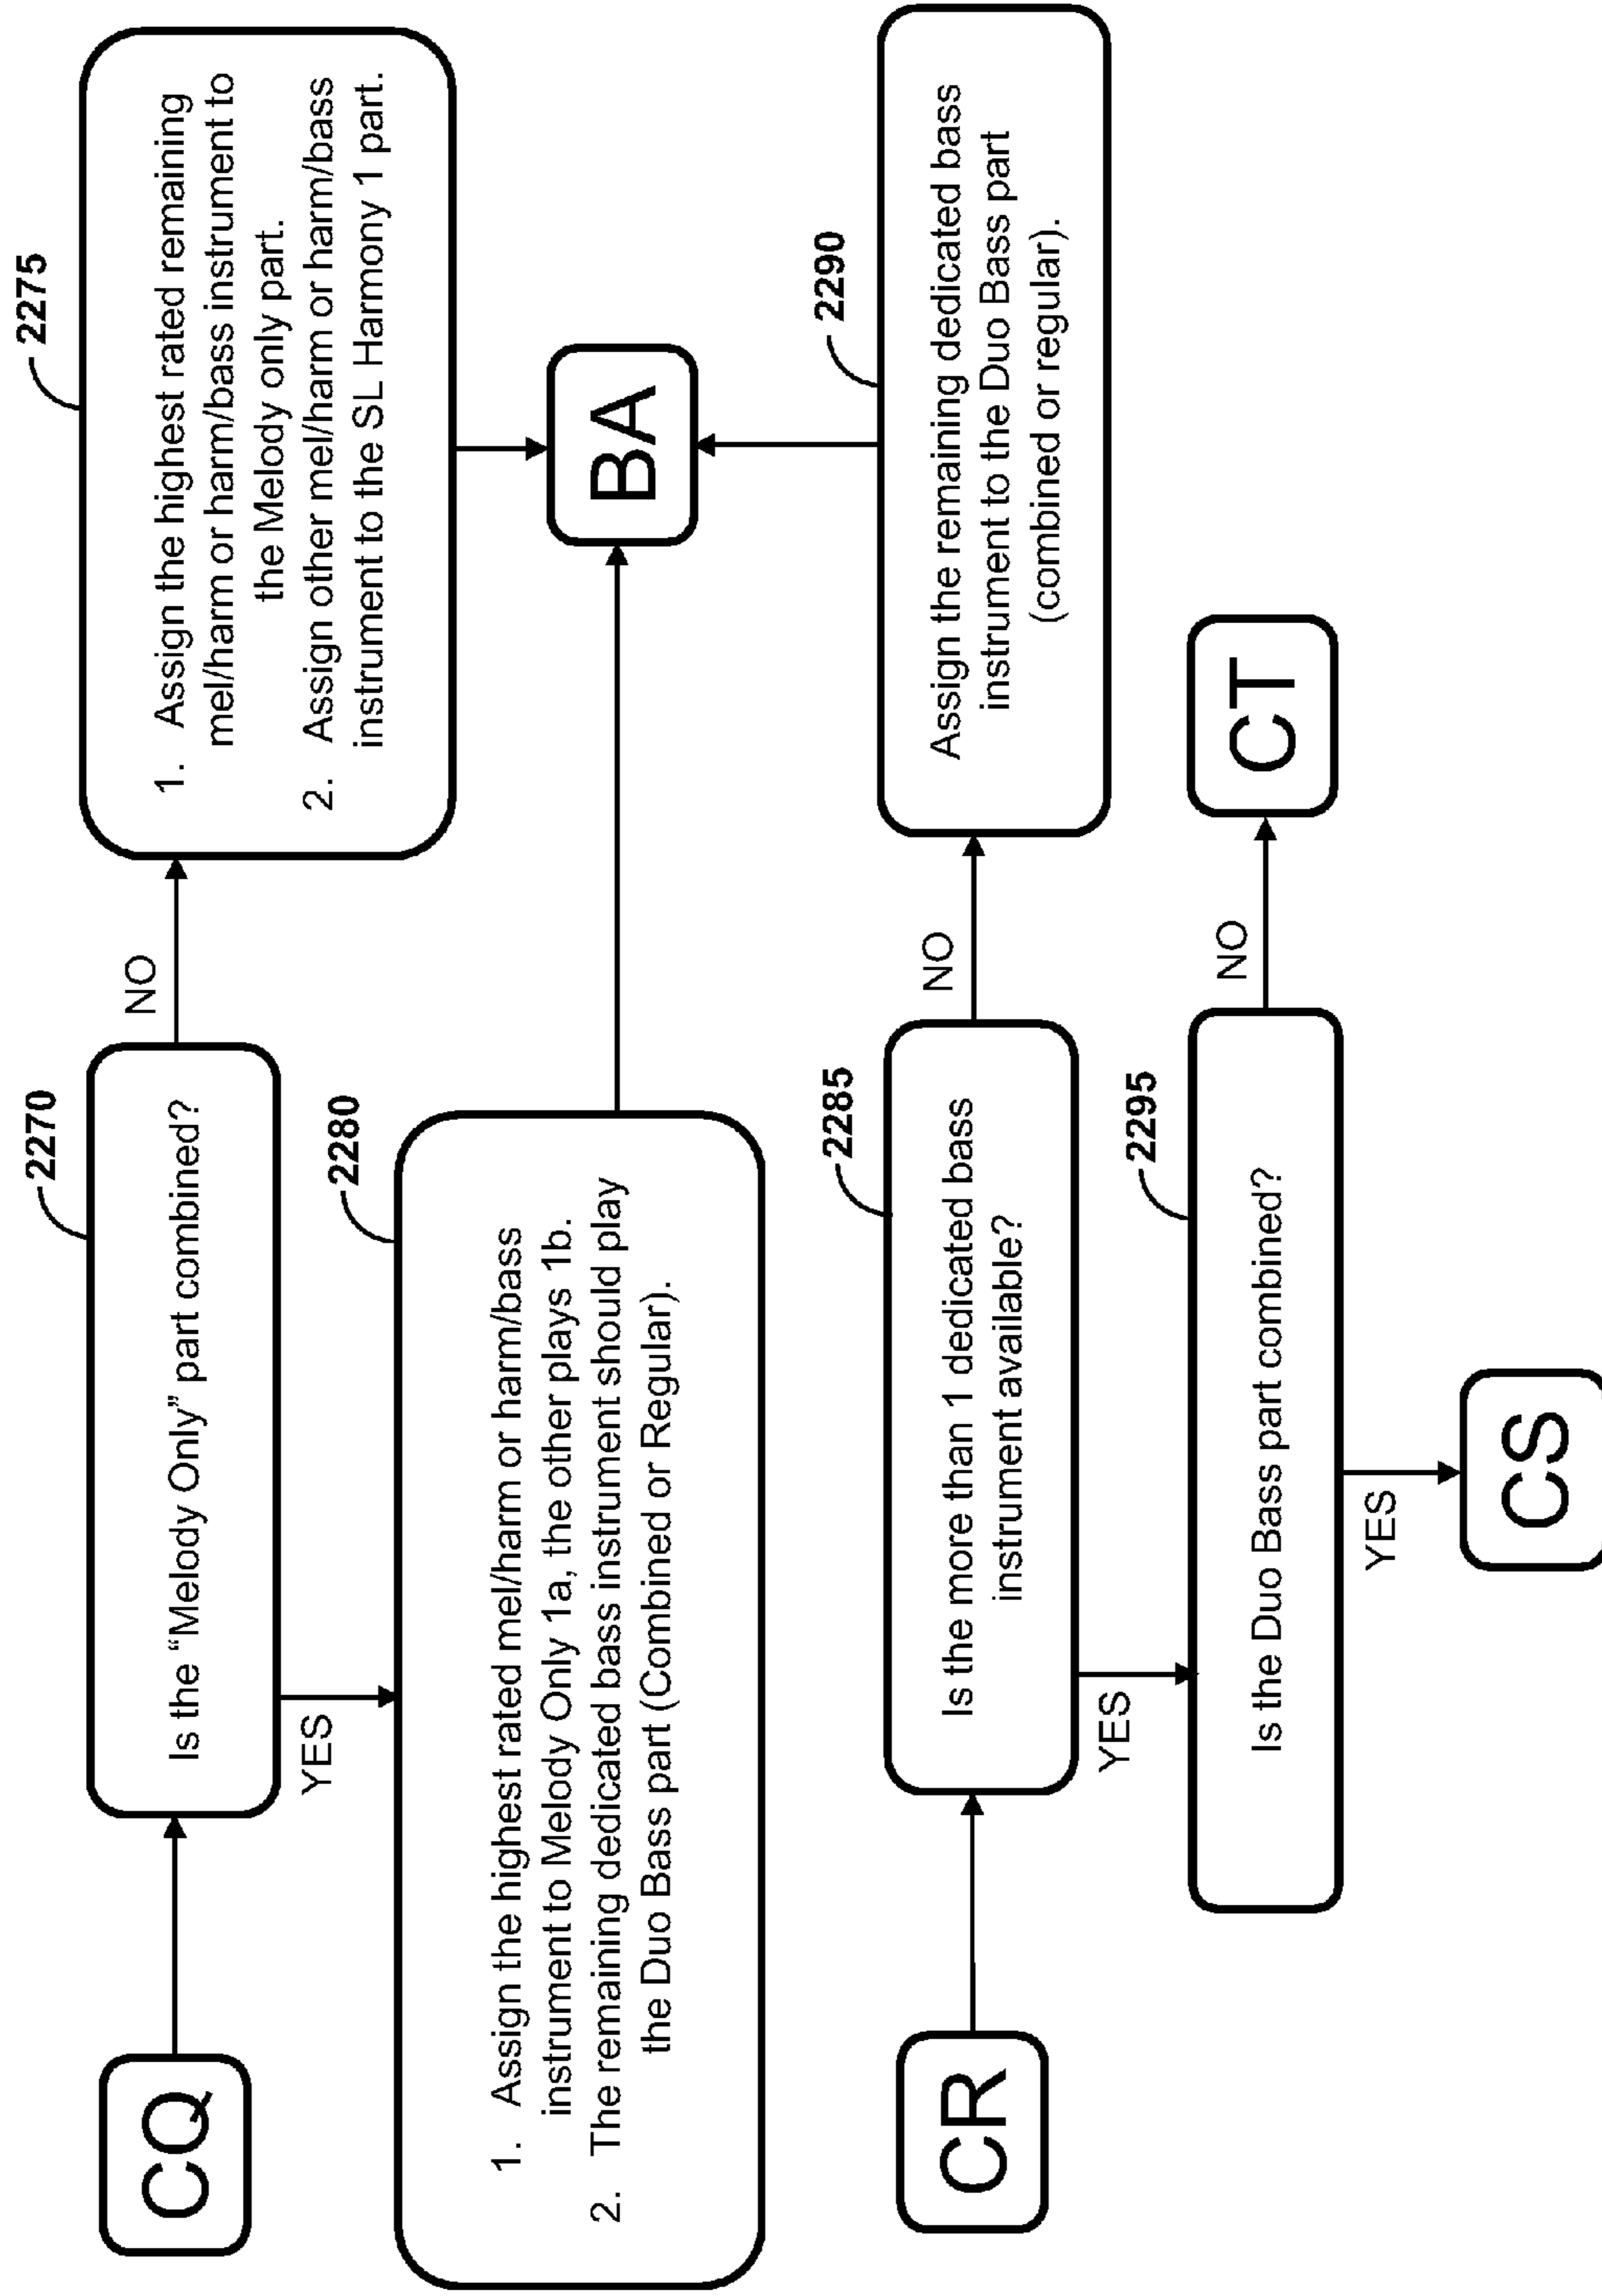 CQ
2270
Is the “Melody Only” part combined?
NO
2275
1. Assign the highest rated remaining
mel/harm or harm/bass instrument to
the Melody only part.
2. Assign other mel/harm or harm/bass
instrument to the SL Harmony 1 part.
YES
2280
1. Assign the highest rated mel/harm or harm/bass
instrument to Melody Only 1a, the other plays 1b.
2. The remaining dedicated bass instrument should play
the Duo Bass part (Combined or Regular).
BA
CR
2285
Is the more than 1 dedicated bass
instrument available?
NO
2290
Assign the remaining dedicated bass
instrument to the Duo Bass part
(combined or regular).
YES
2295
Is the Duo Bass part combined?
NO
CT
YES
CS